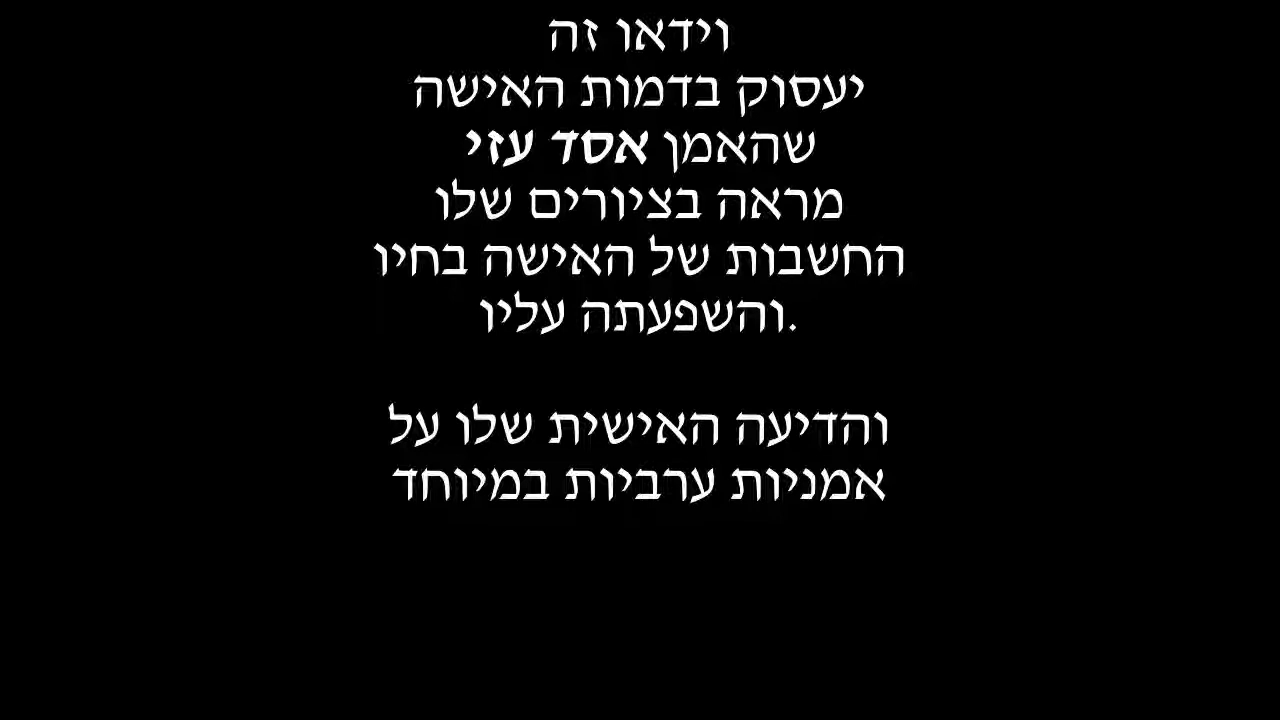 וידאו זה
יעסוק בדמות האישה
שהאמן אסד עזי
מראה בציורים שלו
החשבות של האישה בחיו
והשפעתה עליו.
והדיעה האישית שלו על
אמניות ערביות במיוחד